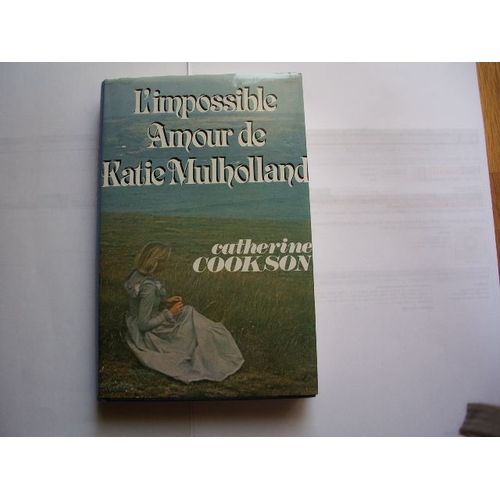 L'impossible
Amour de
Katie Mulholland
catherine
COOKSON